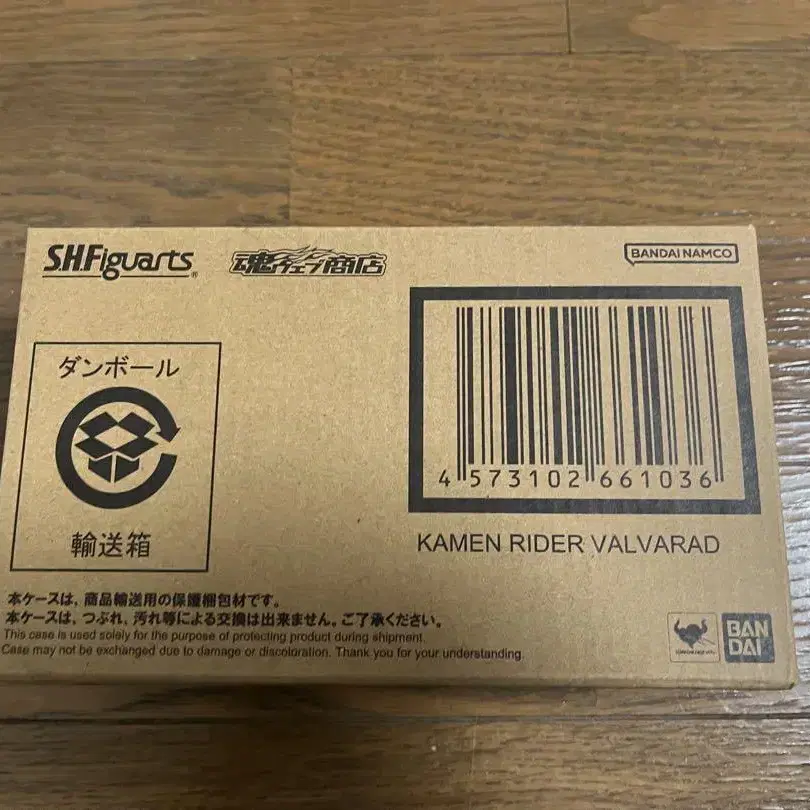 S.H.Figuarts®
魂ウェブ商店
BANDAI NAMCO
ダンボール
輸送箱
4 573102 661036
KAMEN RIDER VALVARAD
本ケースは、商品輸送用の保護梱包材です。
本ケースは、つぶれ、汚れ等による交換は出来ません。ご了承ください。
This case is used solely for the purpose of protecting product during shipment.
Case may not be exchanged due to damage or discoloration. Thank you for your understanding.
BAN
DAI